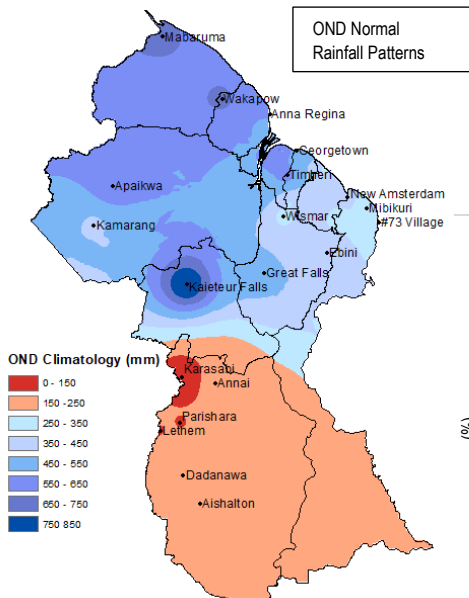 OND Normal
Rainfall Patterns
Mabaruma
Wakapow
Anna Regina
Georgetown
Timehri
Apaikwa
New Amsterdam
Mibikuri
Wismar
#73 Village
Kamarang
Ebini
Great Falls
Kaieteur Falls
OND Climatology (mm)
0 - 150
150 -250
250 - 350
350 - 450
450 - 550
550 - 650
650 - 750
750 850
Karasabi
Annai
Parishara
Lethem
Dadanawa
Aishalton
(%)